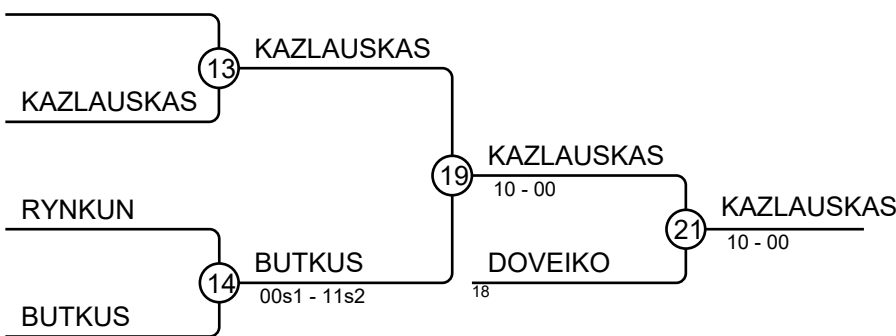 13
KAZLAUSKAS
KAZLAUSKAS
19
KAZLAUSKAS
10 - 00
RYNKUN
21
KAZLAUSKAS
10 - 00
14
BUTKUS
00s1 - 11s2
DOVEIKO
18
BUTKUS